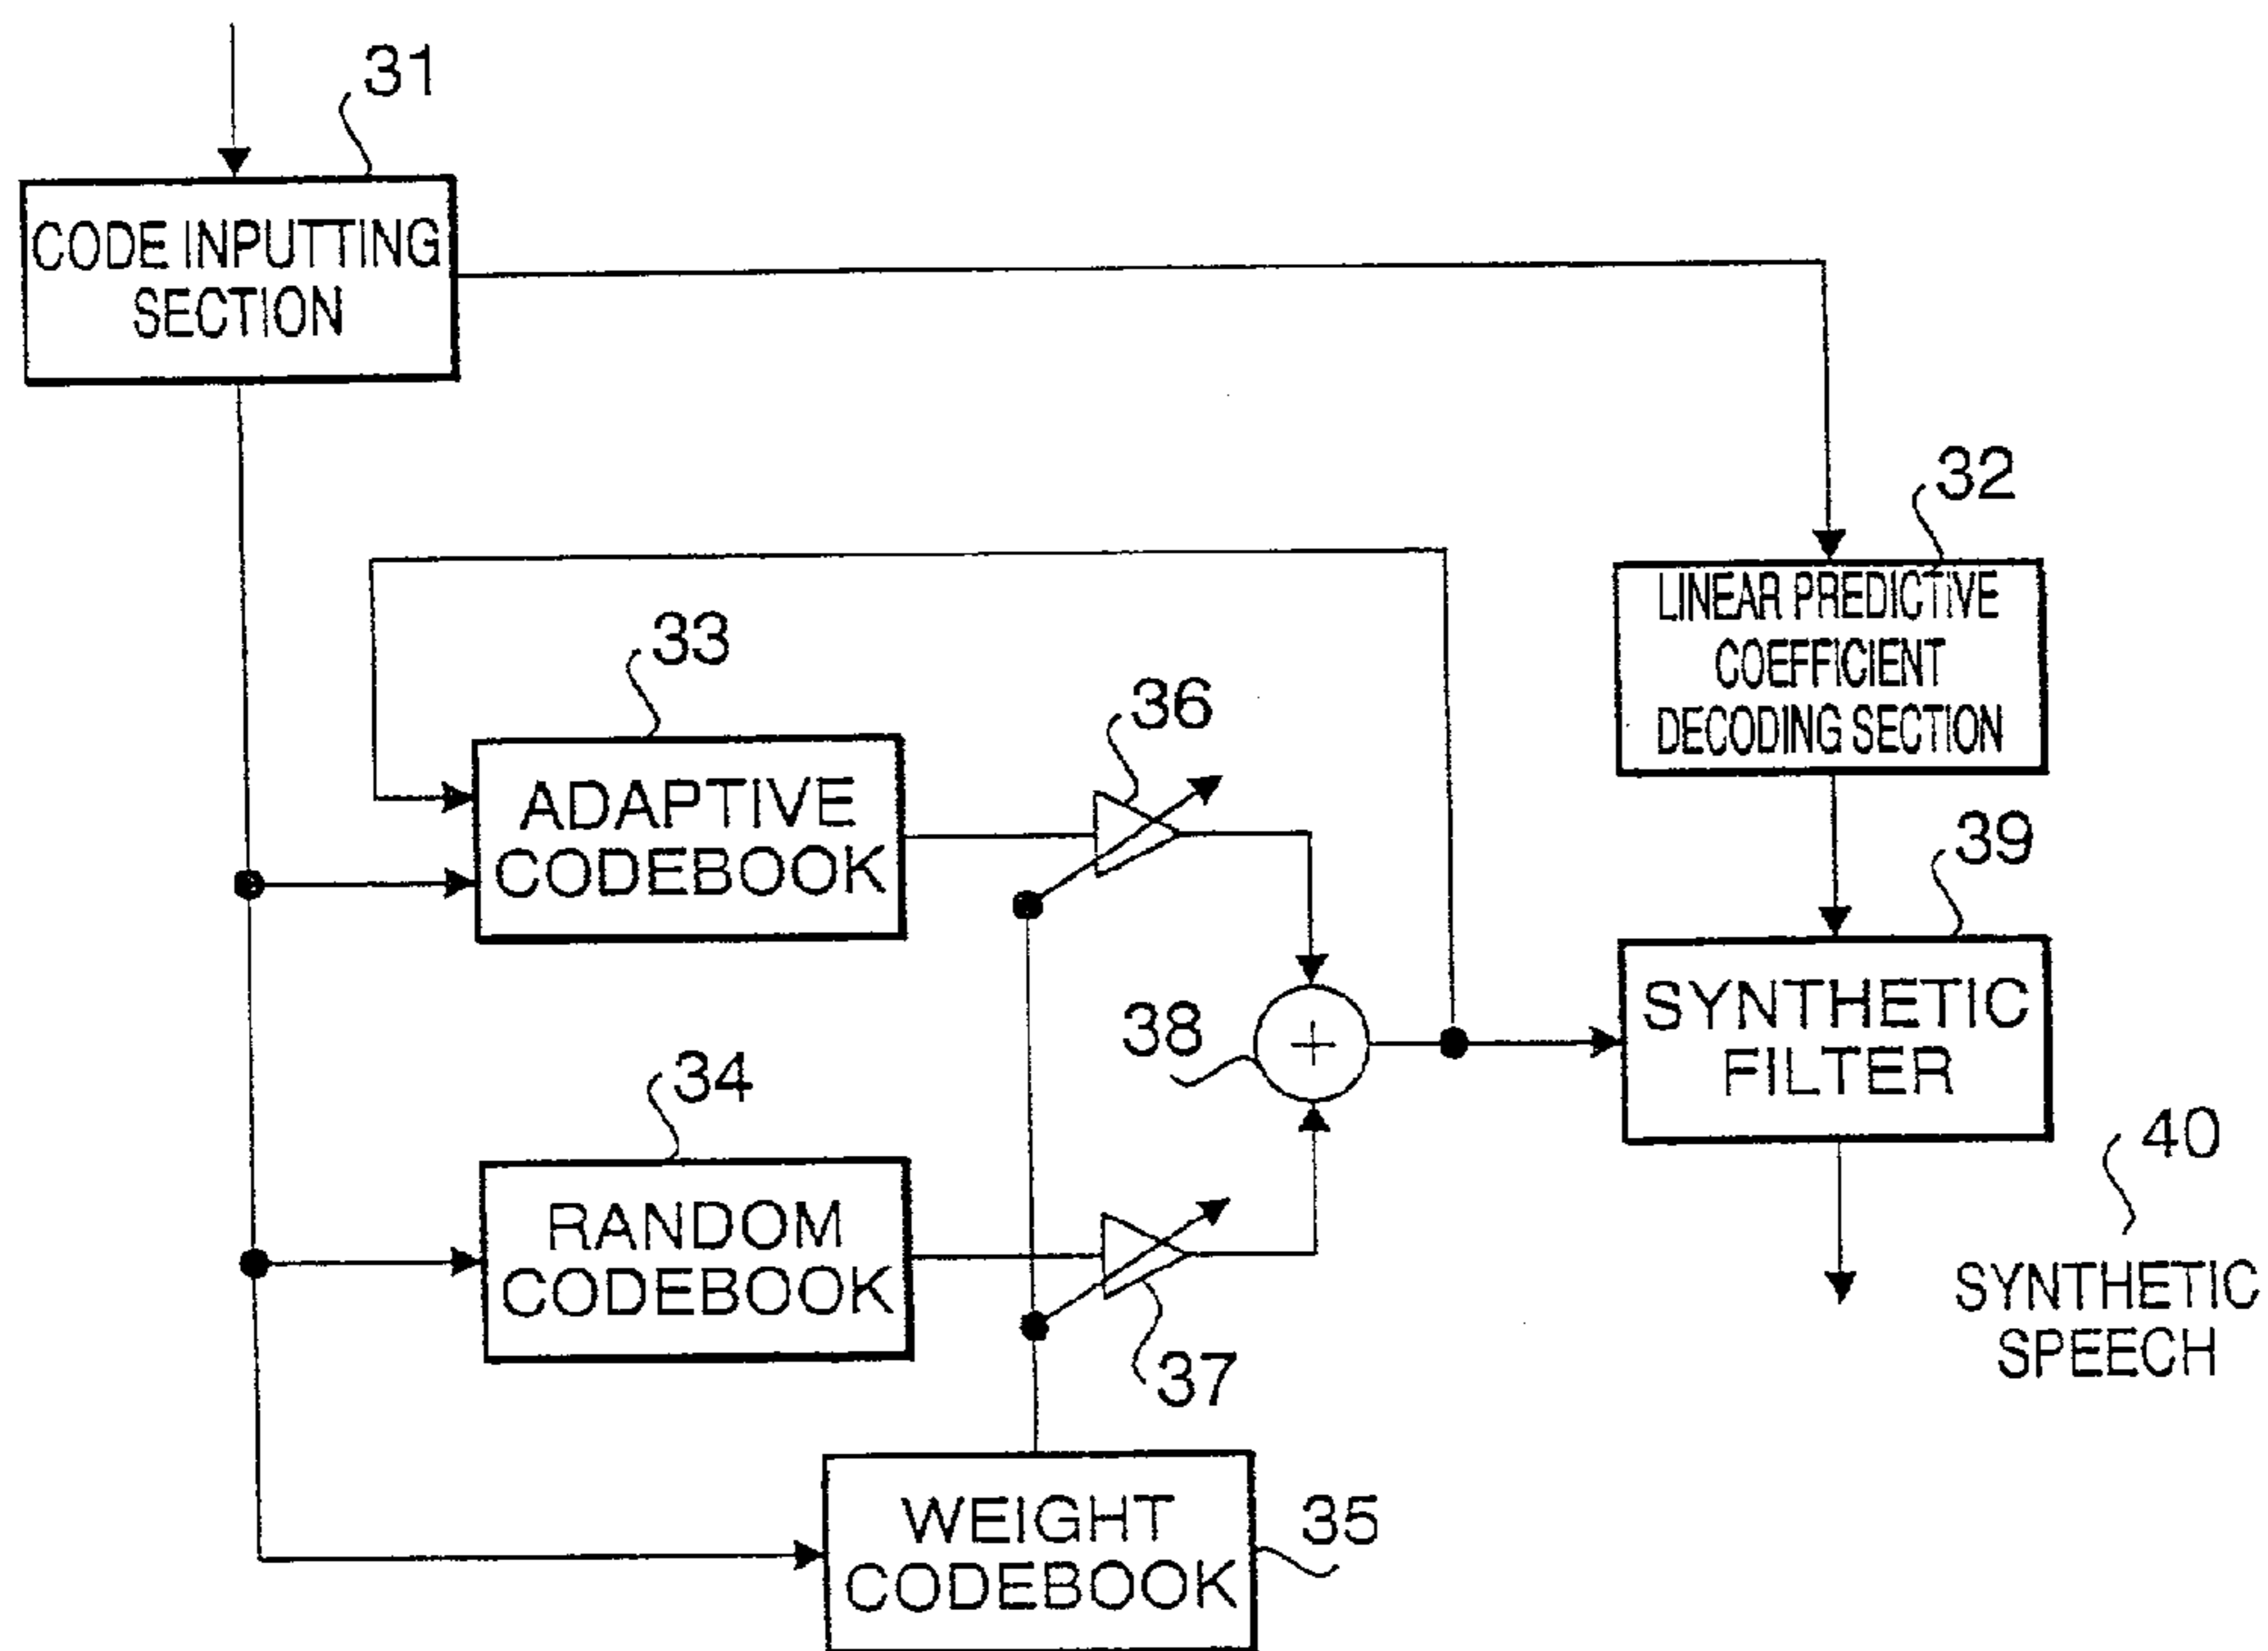 31
CODE INPUTTING
SECTION
32
LINEAR PREDICTIVE
COEFFICIENT
DECODING SECTION
33
ADAPTIVE
CODEBOOK
36
39
SYNTHETIC
FILTER
38
34
RANDOM
CODEBOOK
37
40
SYNTHETIC
SPEECH
WEIGHT
CODEBOOK
35